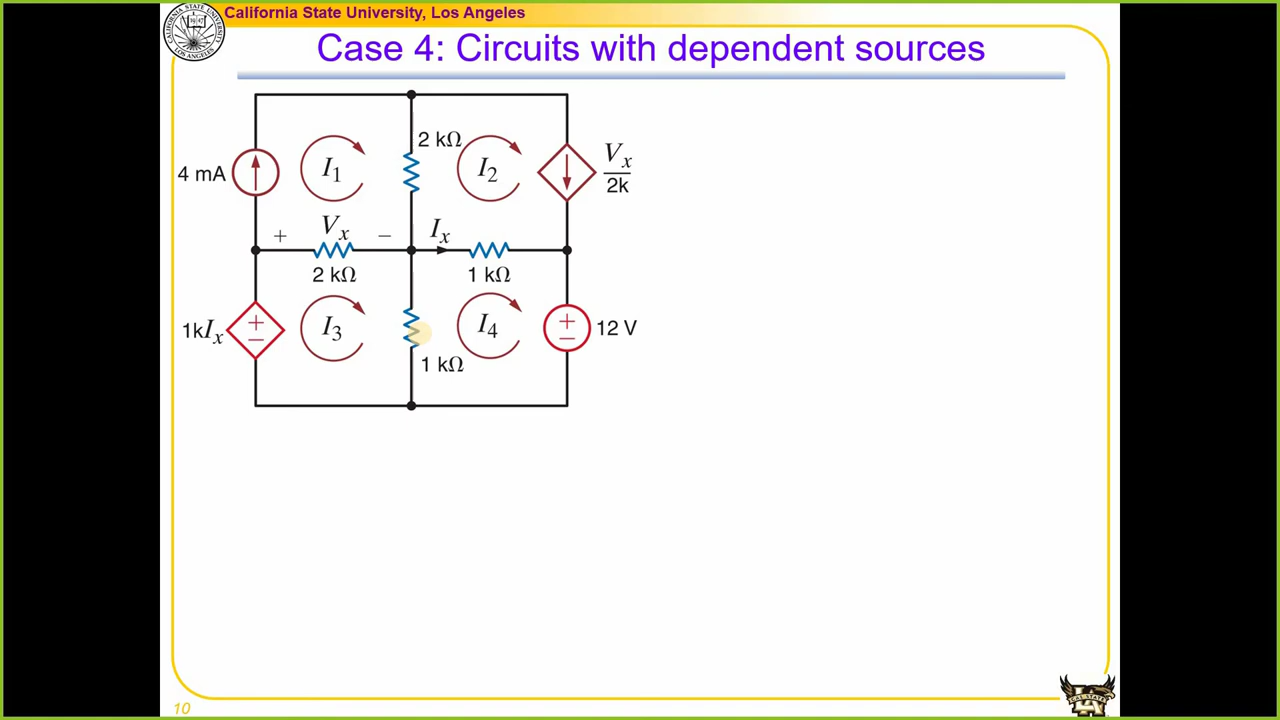 California State University, Los Angeles
Case 4: Circuits with dependent sources
2 kΩ
4 mA
I₁
I₂
Vₓ
2k
+ Vₓ −
Iₓ
2 kΩ
1 kΩ
1kIₓ
+
−
I₃
I₄
+
−
12 V
1 kΩ
10